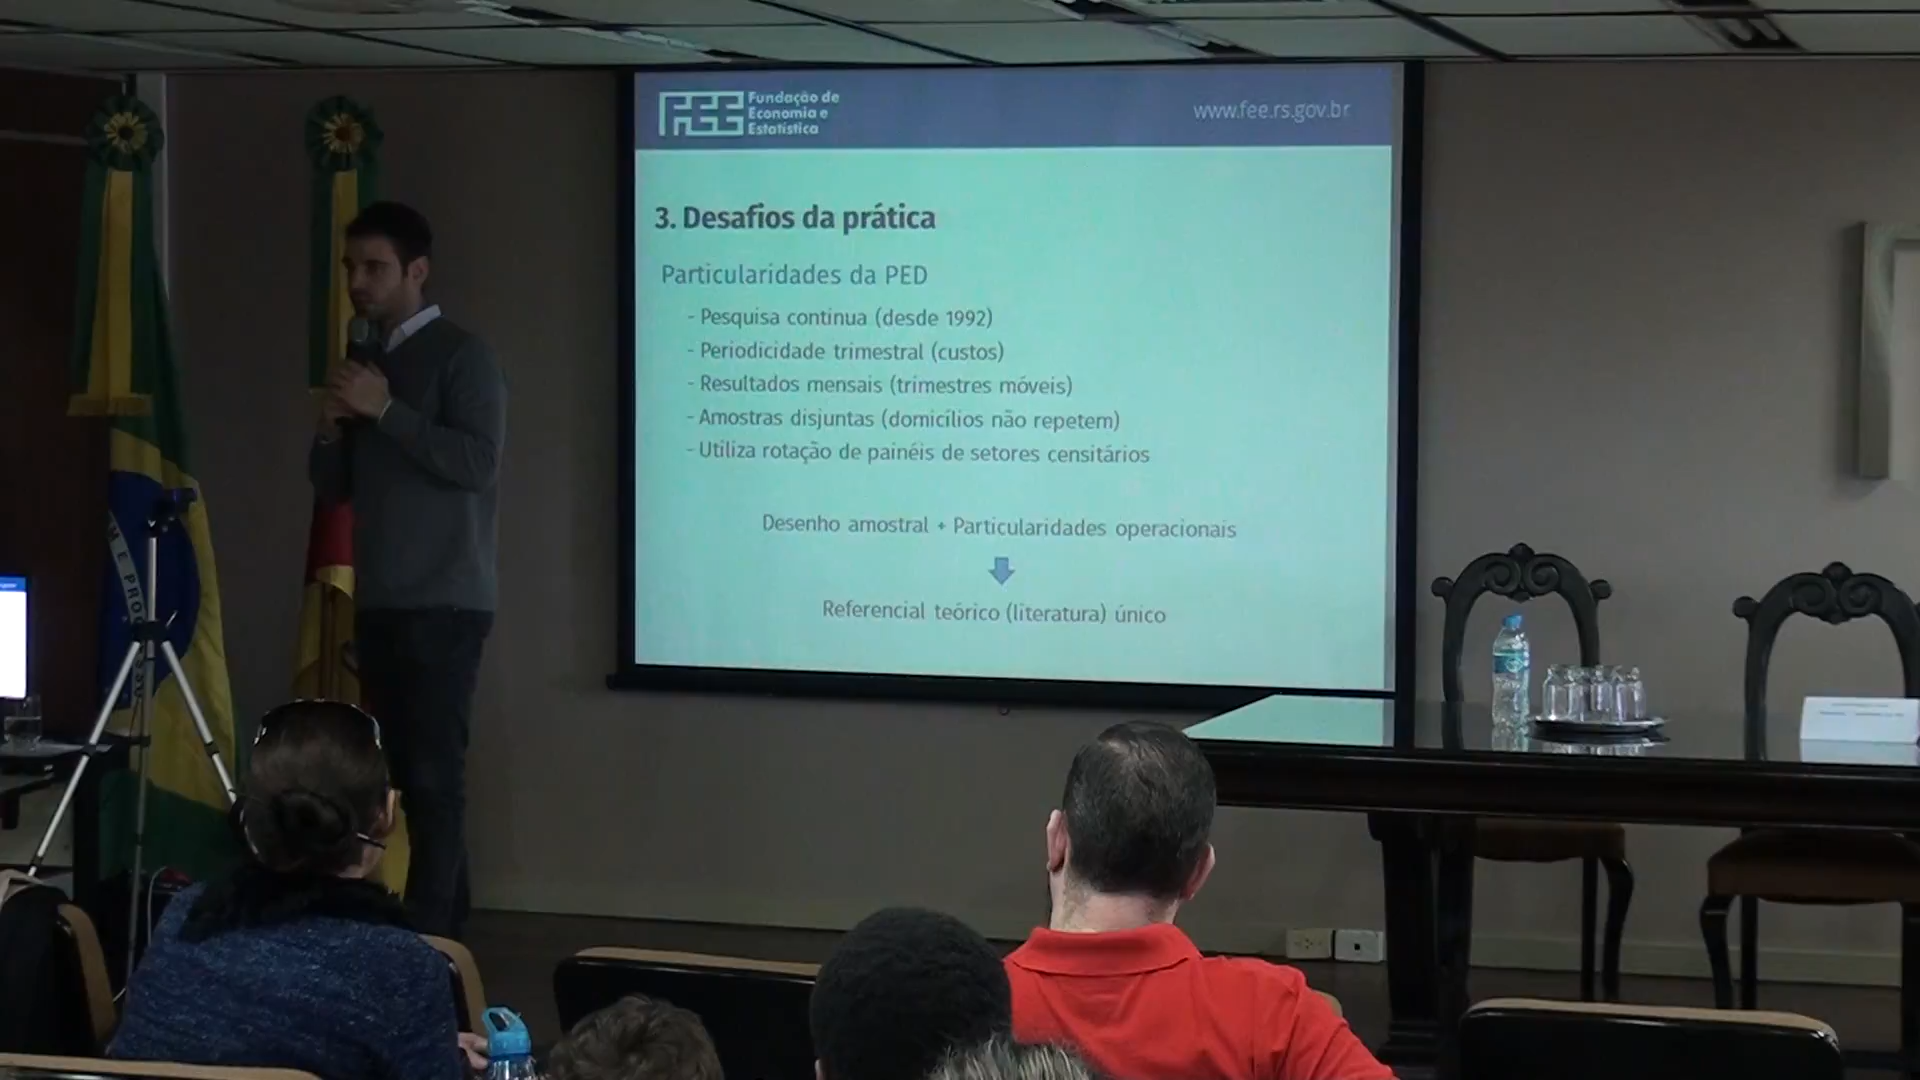 Fundação de
Economia e
Estatística
www.fee.rs.gov.br
3. Desafios da prática
Particularidades da PED
- Pesquisa contínua (desde 1992)
- Periodicidade trimestral (custos)
- Resultados mensais (trimestres móveis)
- Amostras disjuntas (domicílios não repetem)
- Utiliza rotação de painéis de setores censitários
Desenho amostral + Particularidades operacionais
Referencial teórico (literatura) único
M E PRO